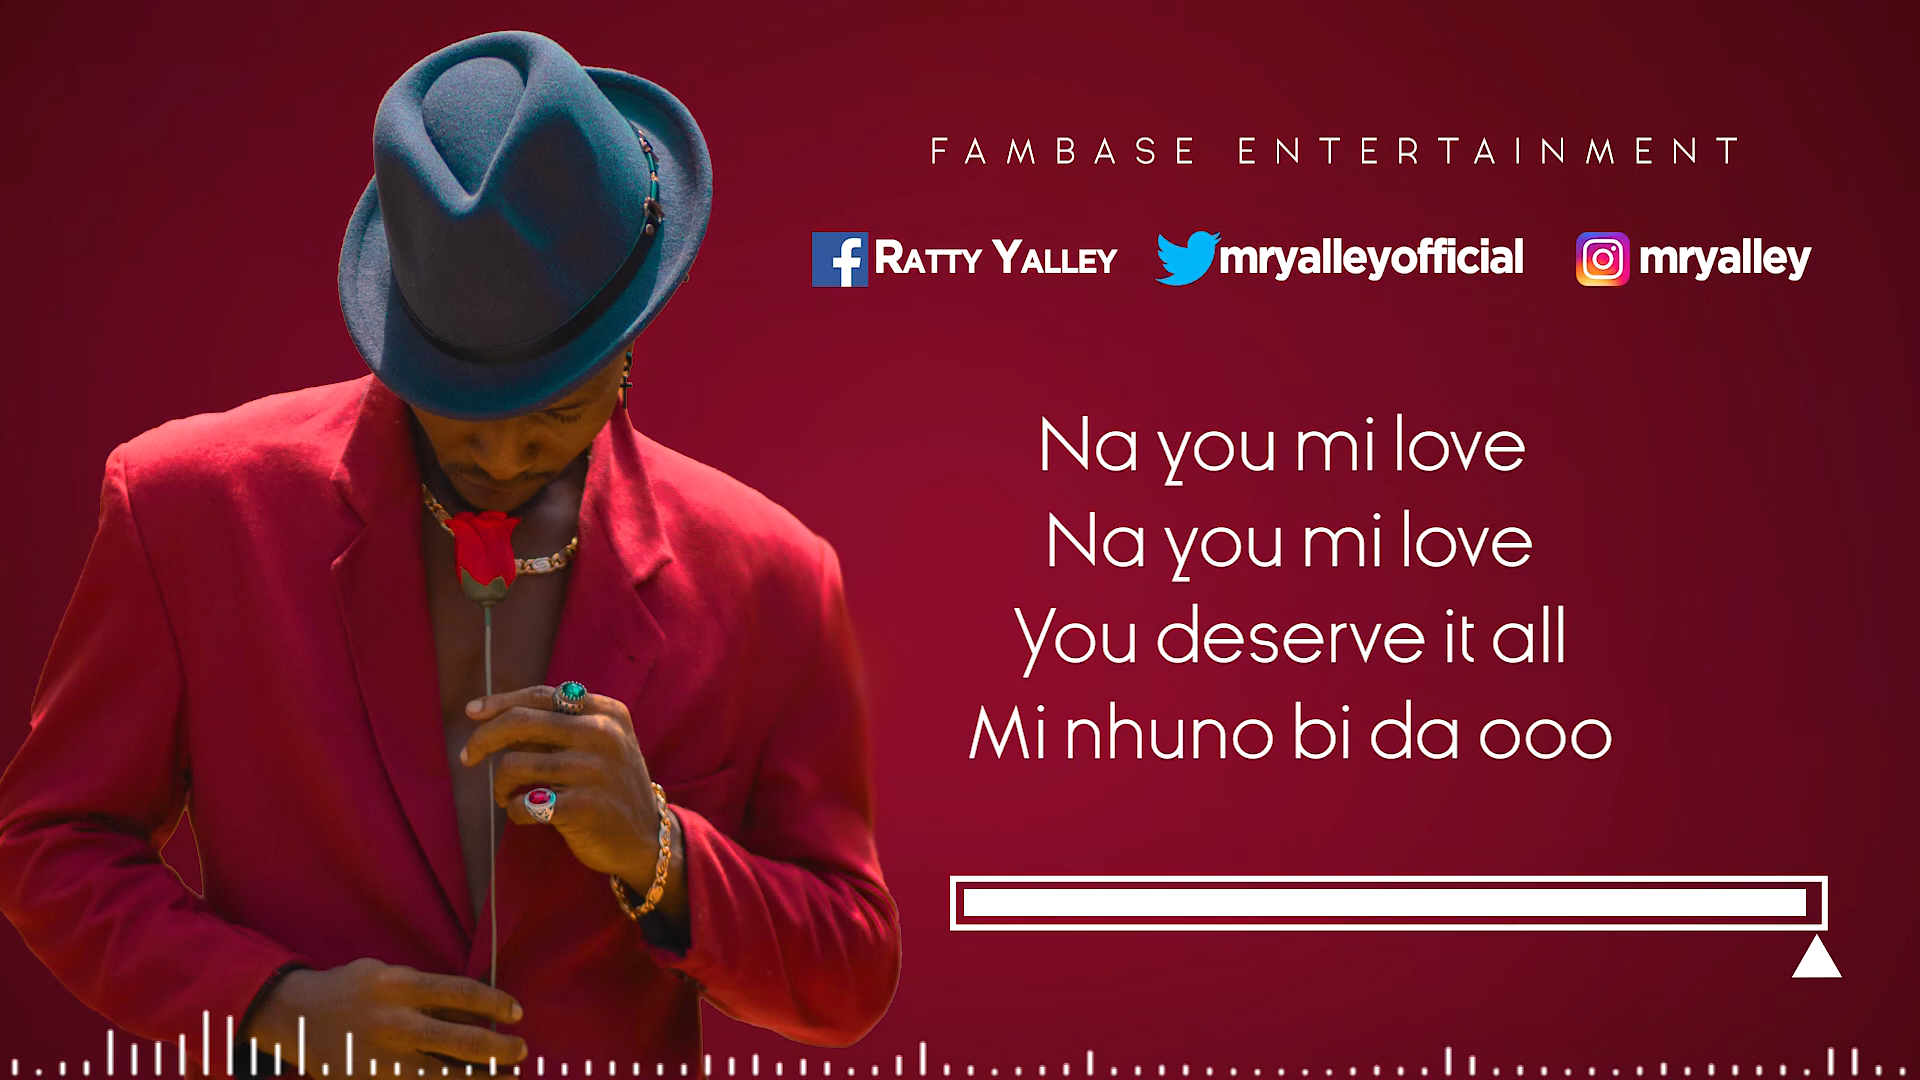 FAMBASE ENTERTAINMENT
RATTY YALLEY mryalleyofficial mryalley
Na you mi love
Na you mi love
You deserve it all
Mi nhuno bi da ooo